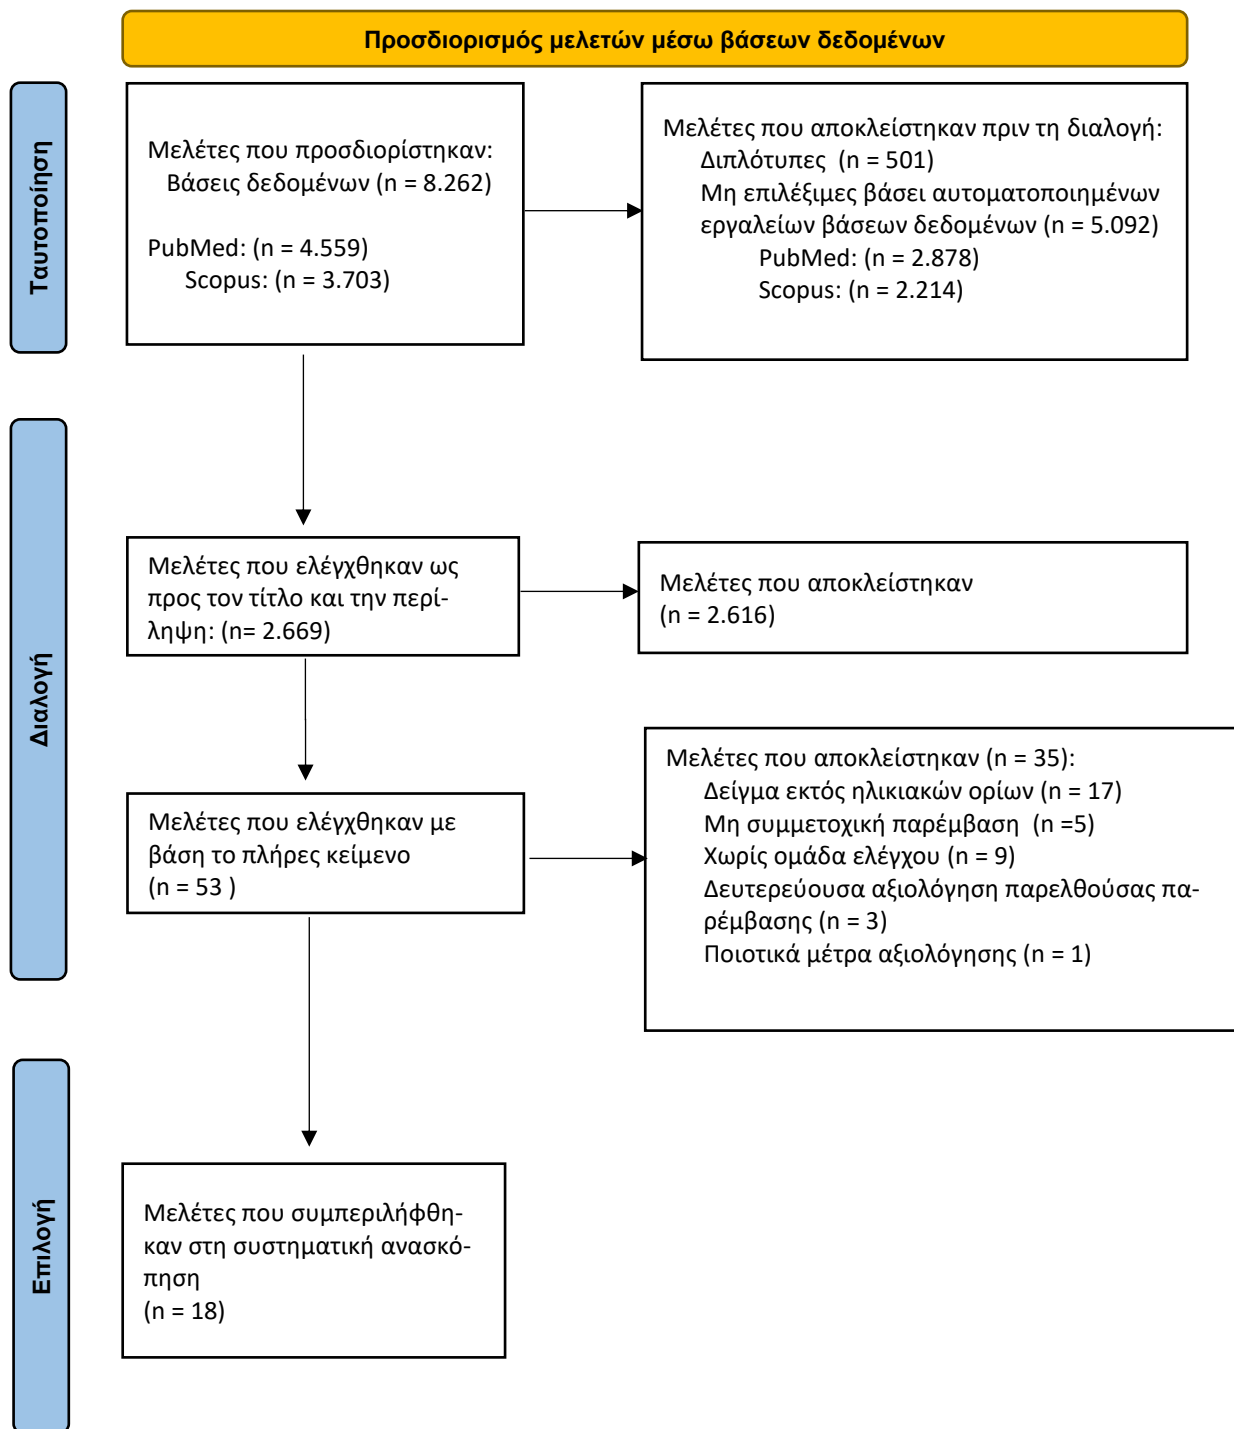 Προσδιορισμός μελετών μέσω βάσεων δεδομένων
Ταυτοποίηση
Μελέτες που προσδιορίστηκαν:
Βάσεις δεδομένων (n = 8.262)
PubMed: (n = 4.559)
Scopus: (n = 3.703)
Μελέτες που αποκλείστηκαν πριν τη διαλογή:
Διπλότυπες (n = 501)
Μη επιλέξιμες βάσει αυτοματοποιημένων
εργαλείων βάσεων δεδομένων (n = 5.092)
PubMed: (n = 2.878)
Scopus: (n = 2.214)
Διαλογή
Μελέτες που ελέγχθηκαν ως
προς τον τίτλο και την περί-
ληψη: (n= 2.669)
Μελέτες που αποκλείστηκαν
(n = 2.616)
Μελέτες που ελέγχθηκαν με
βάση το πλήρες κείμενο
(n = 53 )
Μελέτες που αποκλείστηκαν (n = 35):
Δείγμα εκτός ηλικιακών ορίων (n = 17)
Μη συμμετοχική παρέμβαση (n =5)
Χωρίς ομάδα ελέγχου (n = 9)
Δευτερεύουσα αξιολόγηση παρελθούσας πα-
ρέμβασης (n = 3)
Ποιοτικά μέτρα αξιολόγησης (n = 1)
Επιλογή
Μελέτες που συμπεριλήφθη-
καν στη συστηματική ανασκό-
πηση
(n = 18)